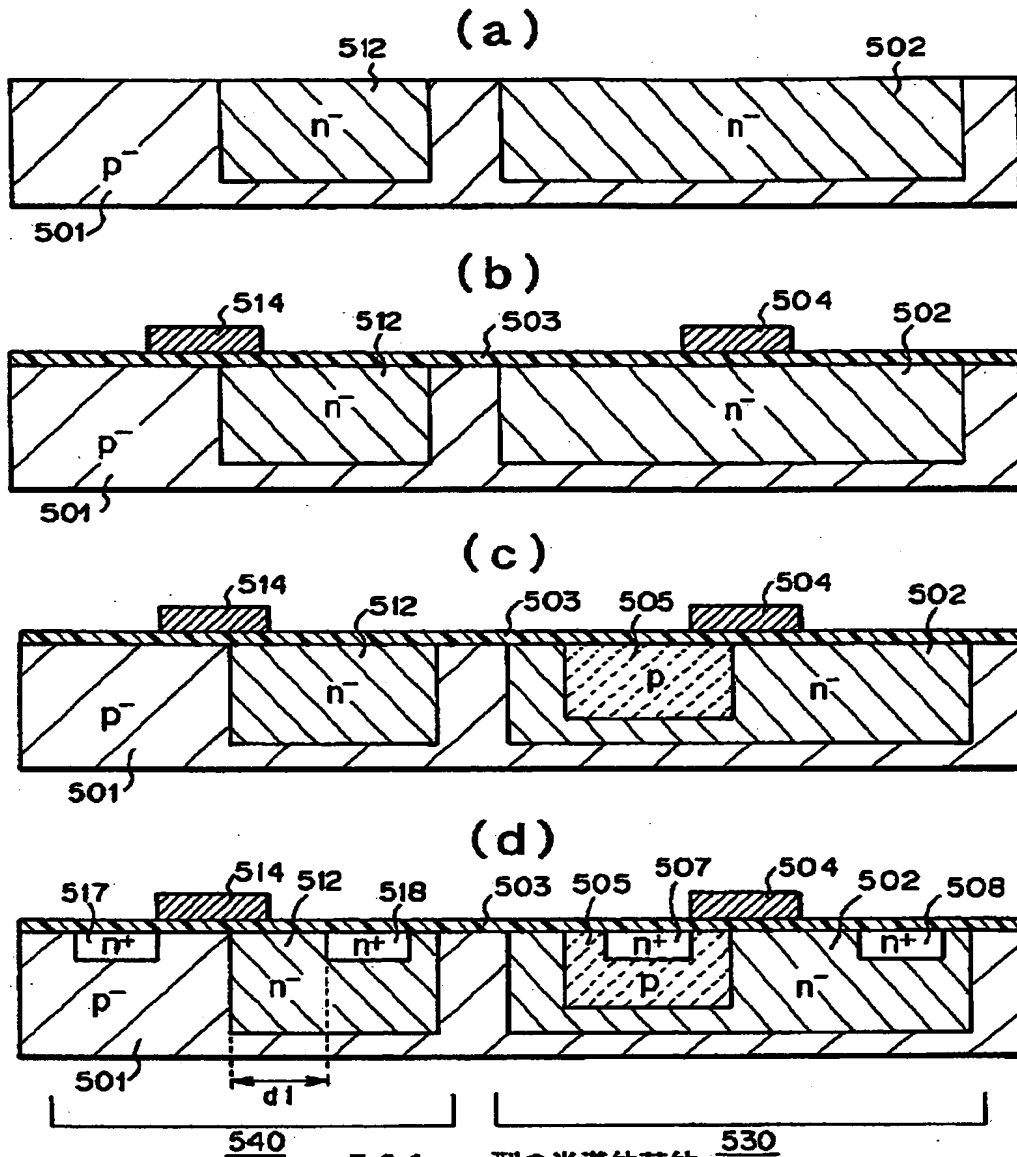 (a)
512 502
n⁻ n⁻
p⁻
501
(b)
514 512 503 504 502
n⁻ n⁻
p⁻
501
(c)
514 512 503 505 504 502
n⁻ p n⁻
p⁻
501
(d)
517 514 512 518 503 505 507 504 502 508
n+ n+ n+ n+
p⁻ n⁻ p n⁻
501
d1
540 530